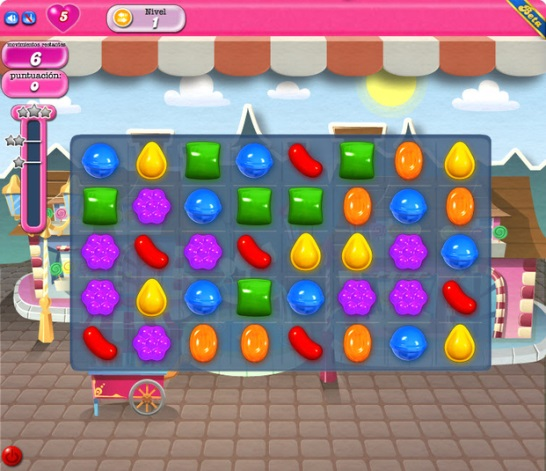 5
Nivel
1
Beta
movimientos restantes
6
puntuación:
0